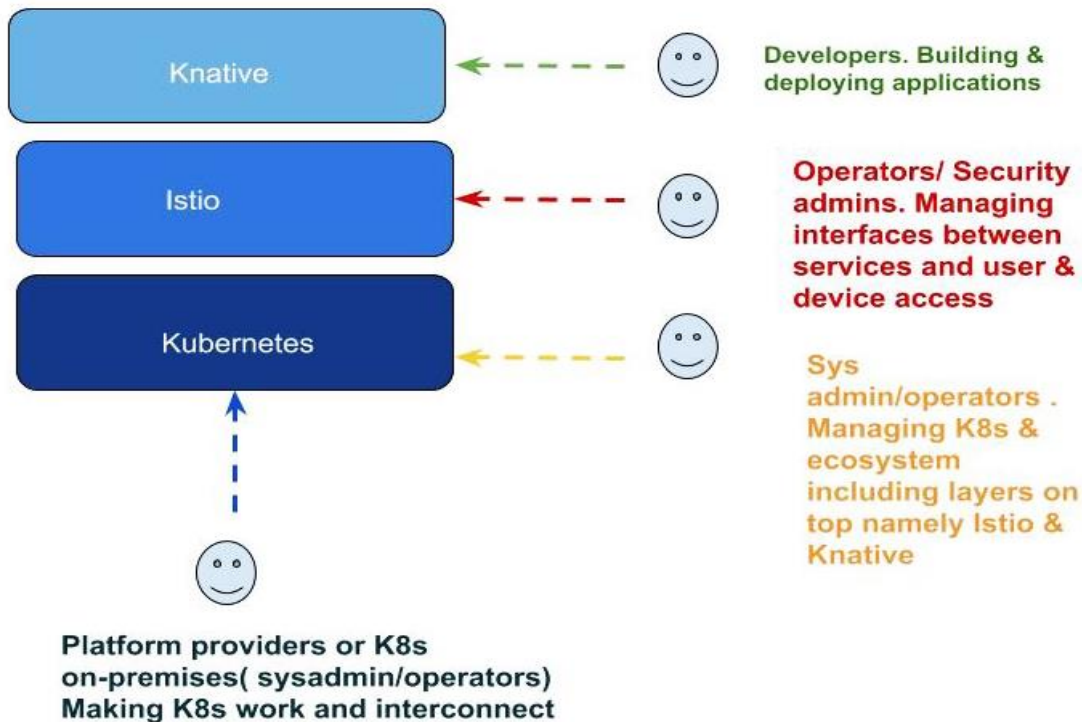 Knative
Developers. Building &
deploying applications
Istio
Operators/ Security
admins. Managing
interfaces between
services and user &
device access
Kubernetes
Sys
admin/operators .
Managing K8s &
ecosystem
including layers on
top namely Istio &
Knative
Platform providers or K8s
on-premises( sysadmin/operators)
Making K8s work and interconnect